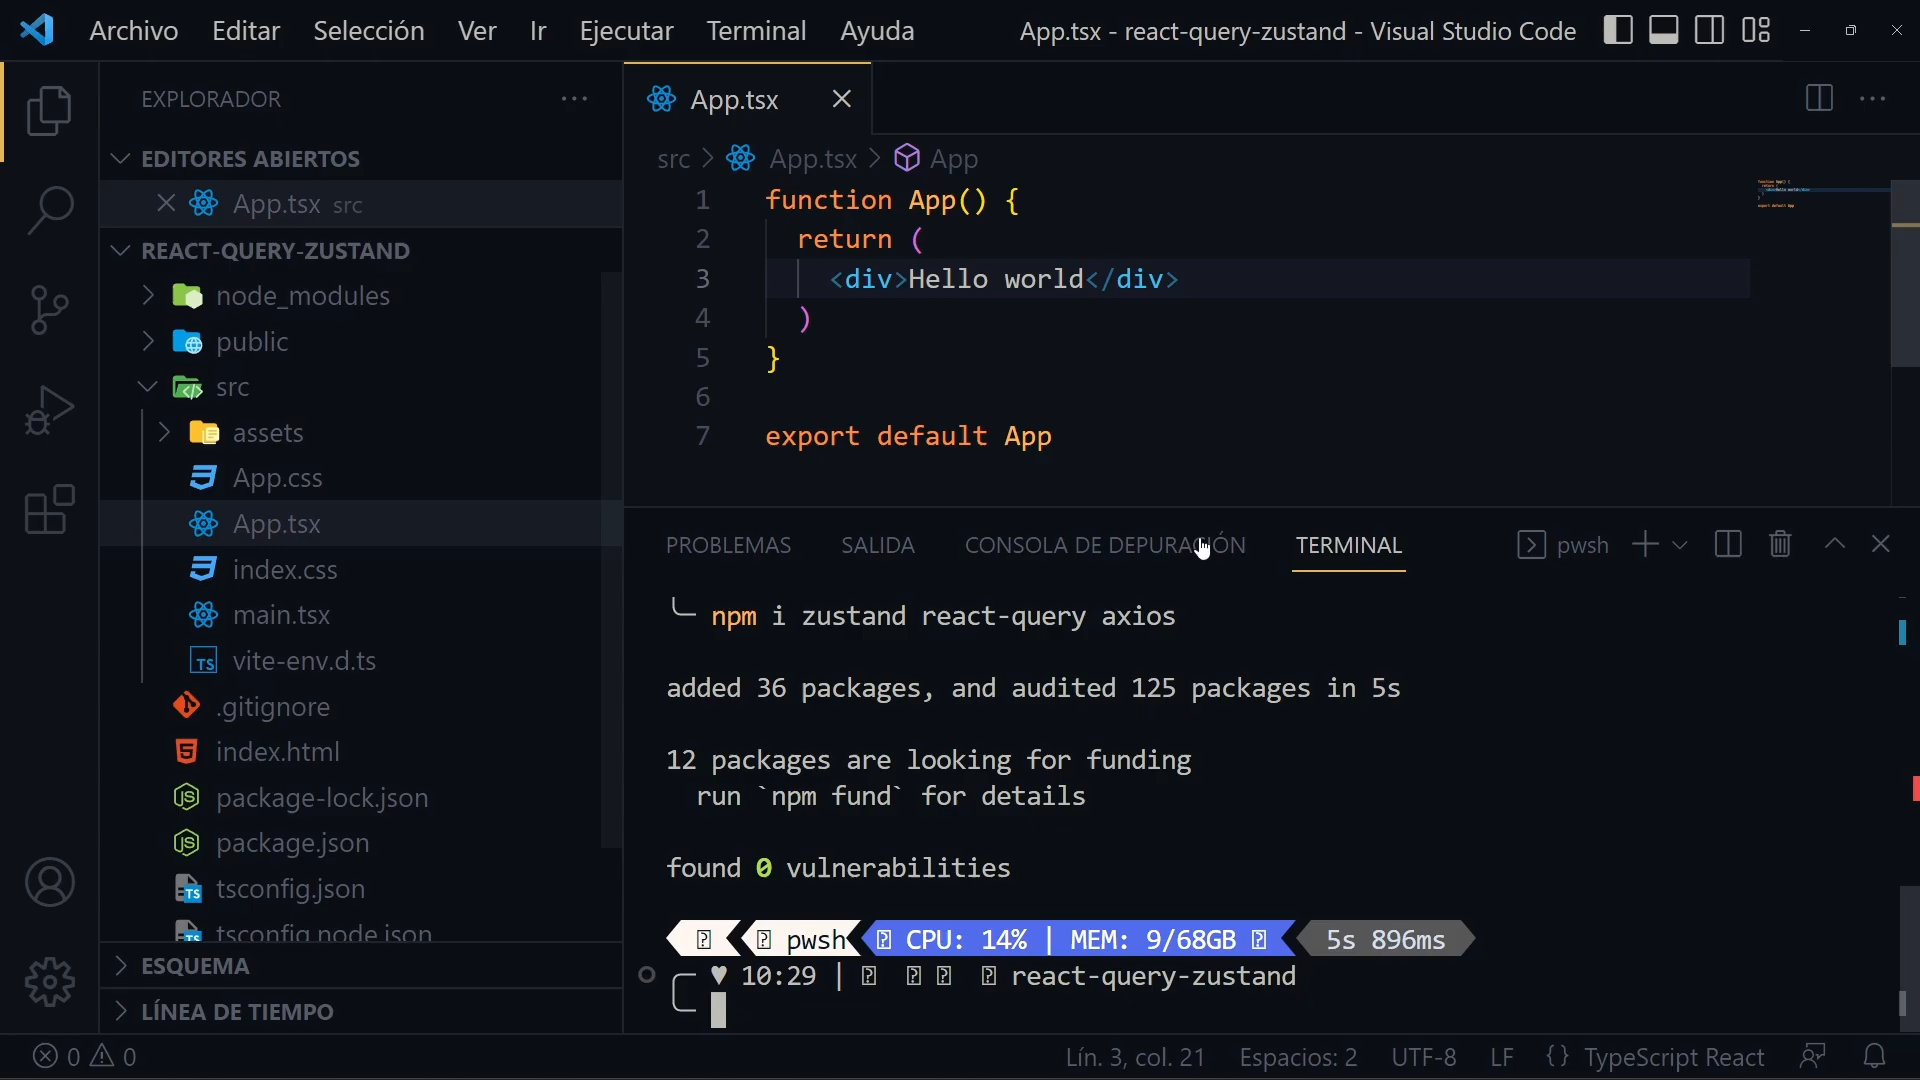 Archivo Editar Selección Ver Ir Ejecutar Terminal Ayuda
App.tsx - react-query-zustand - Visual Studio Code
EXPLORADOR
EDITORES ABIERTOS
App.tsx src
REACT-QUERY-ZUSTAND
node_modules
public
src
assets
App.css
App.tsx
index.css
main.tsx
vite-env.d.ts
.gitignore
index.html
package-lock.json
package.json
tsconfig.json
tsconfig.node.json
ESQUEMA
LÍNEA DE TIEMPO
App.tsx
src > App.tsx > App
1 function App() {
2 return (
3 <div>Hello world</div>
4 )
5 }
6
7 export default App
PROBLEMAS SALIDA CONSOLA DE DEPURACIÓN TERMINAL
pwsh
npm i zustand react-query axios
added 36 packages, and audited 125 packages in 5s
12 packages are looking for funding
run `npm fund` for details
found 0 vulnerabilities
pwsh CPU: 14% | MEM: 9/68GB 5s 896ms
♥ 10:29 | react-query-zustand
0 0
Lín. 3, col. 21 Espacios: 2 UTF-8 LF {} TypeScript React